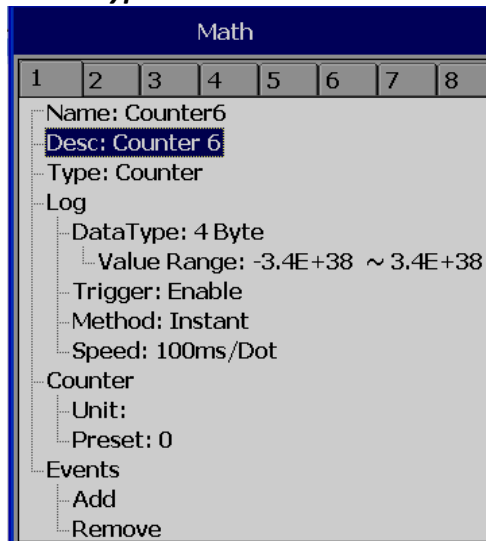 Math
1 2 3 4 5 6 7 8
Name: Counter6
Desc: Counter 6
Type: Counter
Log
DataType: 4 Byte
Value Range: -3.4E+38 ~ 3.4E+38
Trigger: Enable
Method: Instant
Speed: 100ms/Dot
Counter
Unit:
Preset: 0
Events
Add
Remove